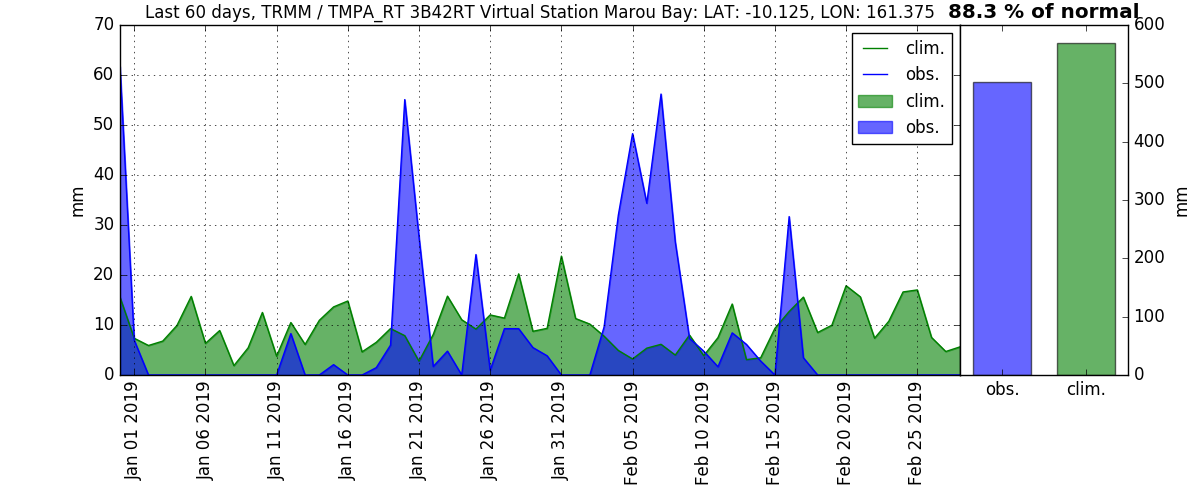 Last 60 days, TRMM / TMPA_RT 3B42RT Virtual Station Marou Bay: LAT: -10.125, LON: 161.375
88.3 % of normal
70
60
50
40
30
20
10
0
mm
clim.
obs.
clim.
obs.
Jan 01 2019
Jan 06 2019
Jan 11 2019
Jan 16 2019
Jan 21 2019
Jan 26 2019
Jan 31 2019
Feb 05 2019
Feb 10 2019
Feb 15 2019
Feb 20 2019
Feb 25 2019
600
500
400
300
200
100
0
mm
obs.
clim.